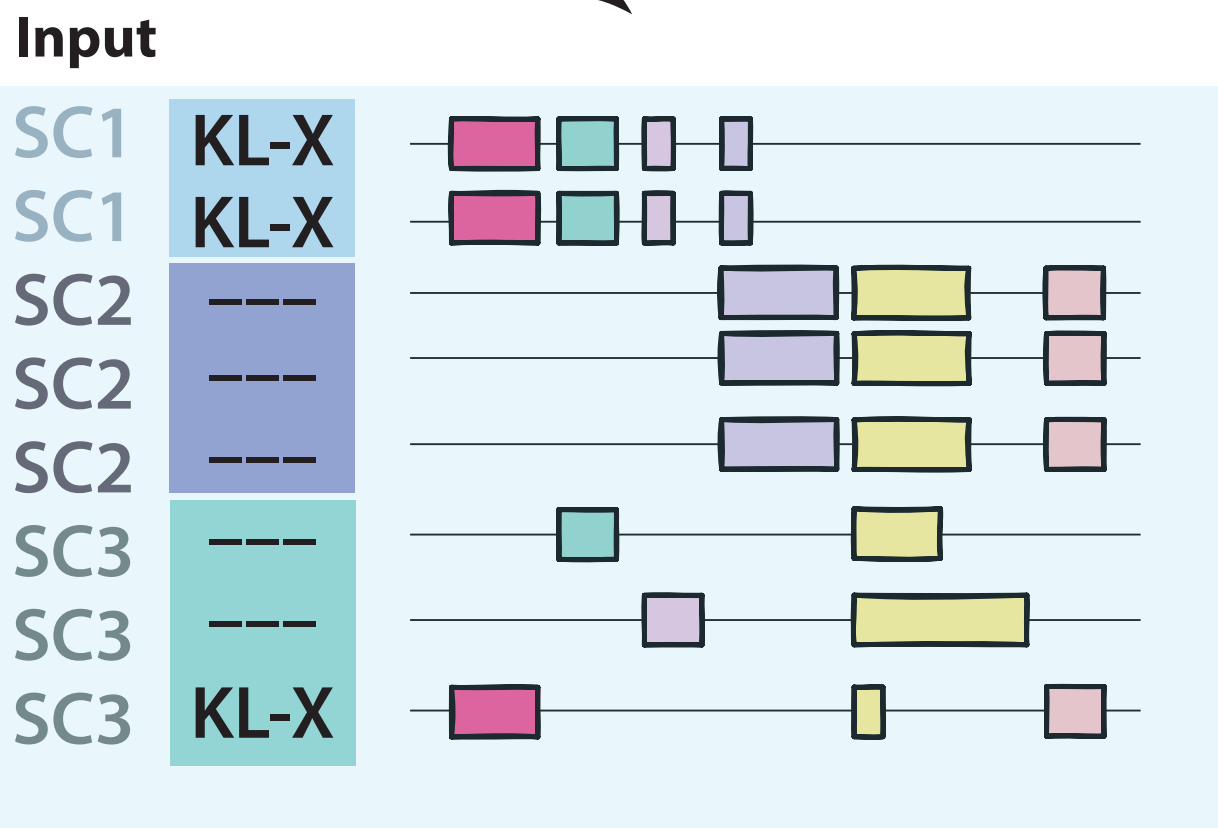 Input
SC1 KL-X
SC1 KL-X
SC2 ---
SC2 ---
SC2 ---
SC3 ---
SC3 ---
SC3 KL-X